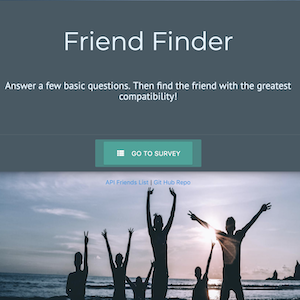 Friend Finder
Answer a few basic questions. Then find the friend with the greatest
compatibility!
GO TO SURVEY
API Friends List | Git Hub Repo